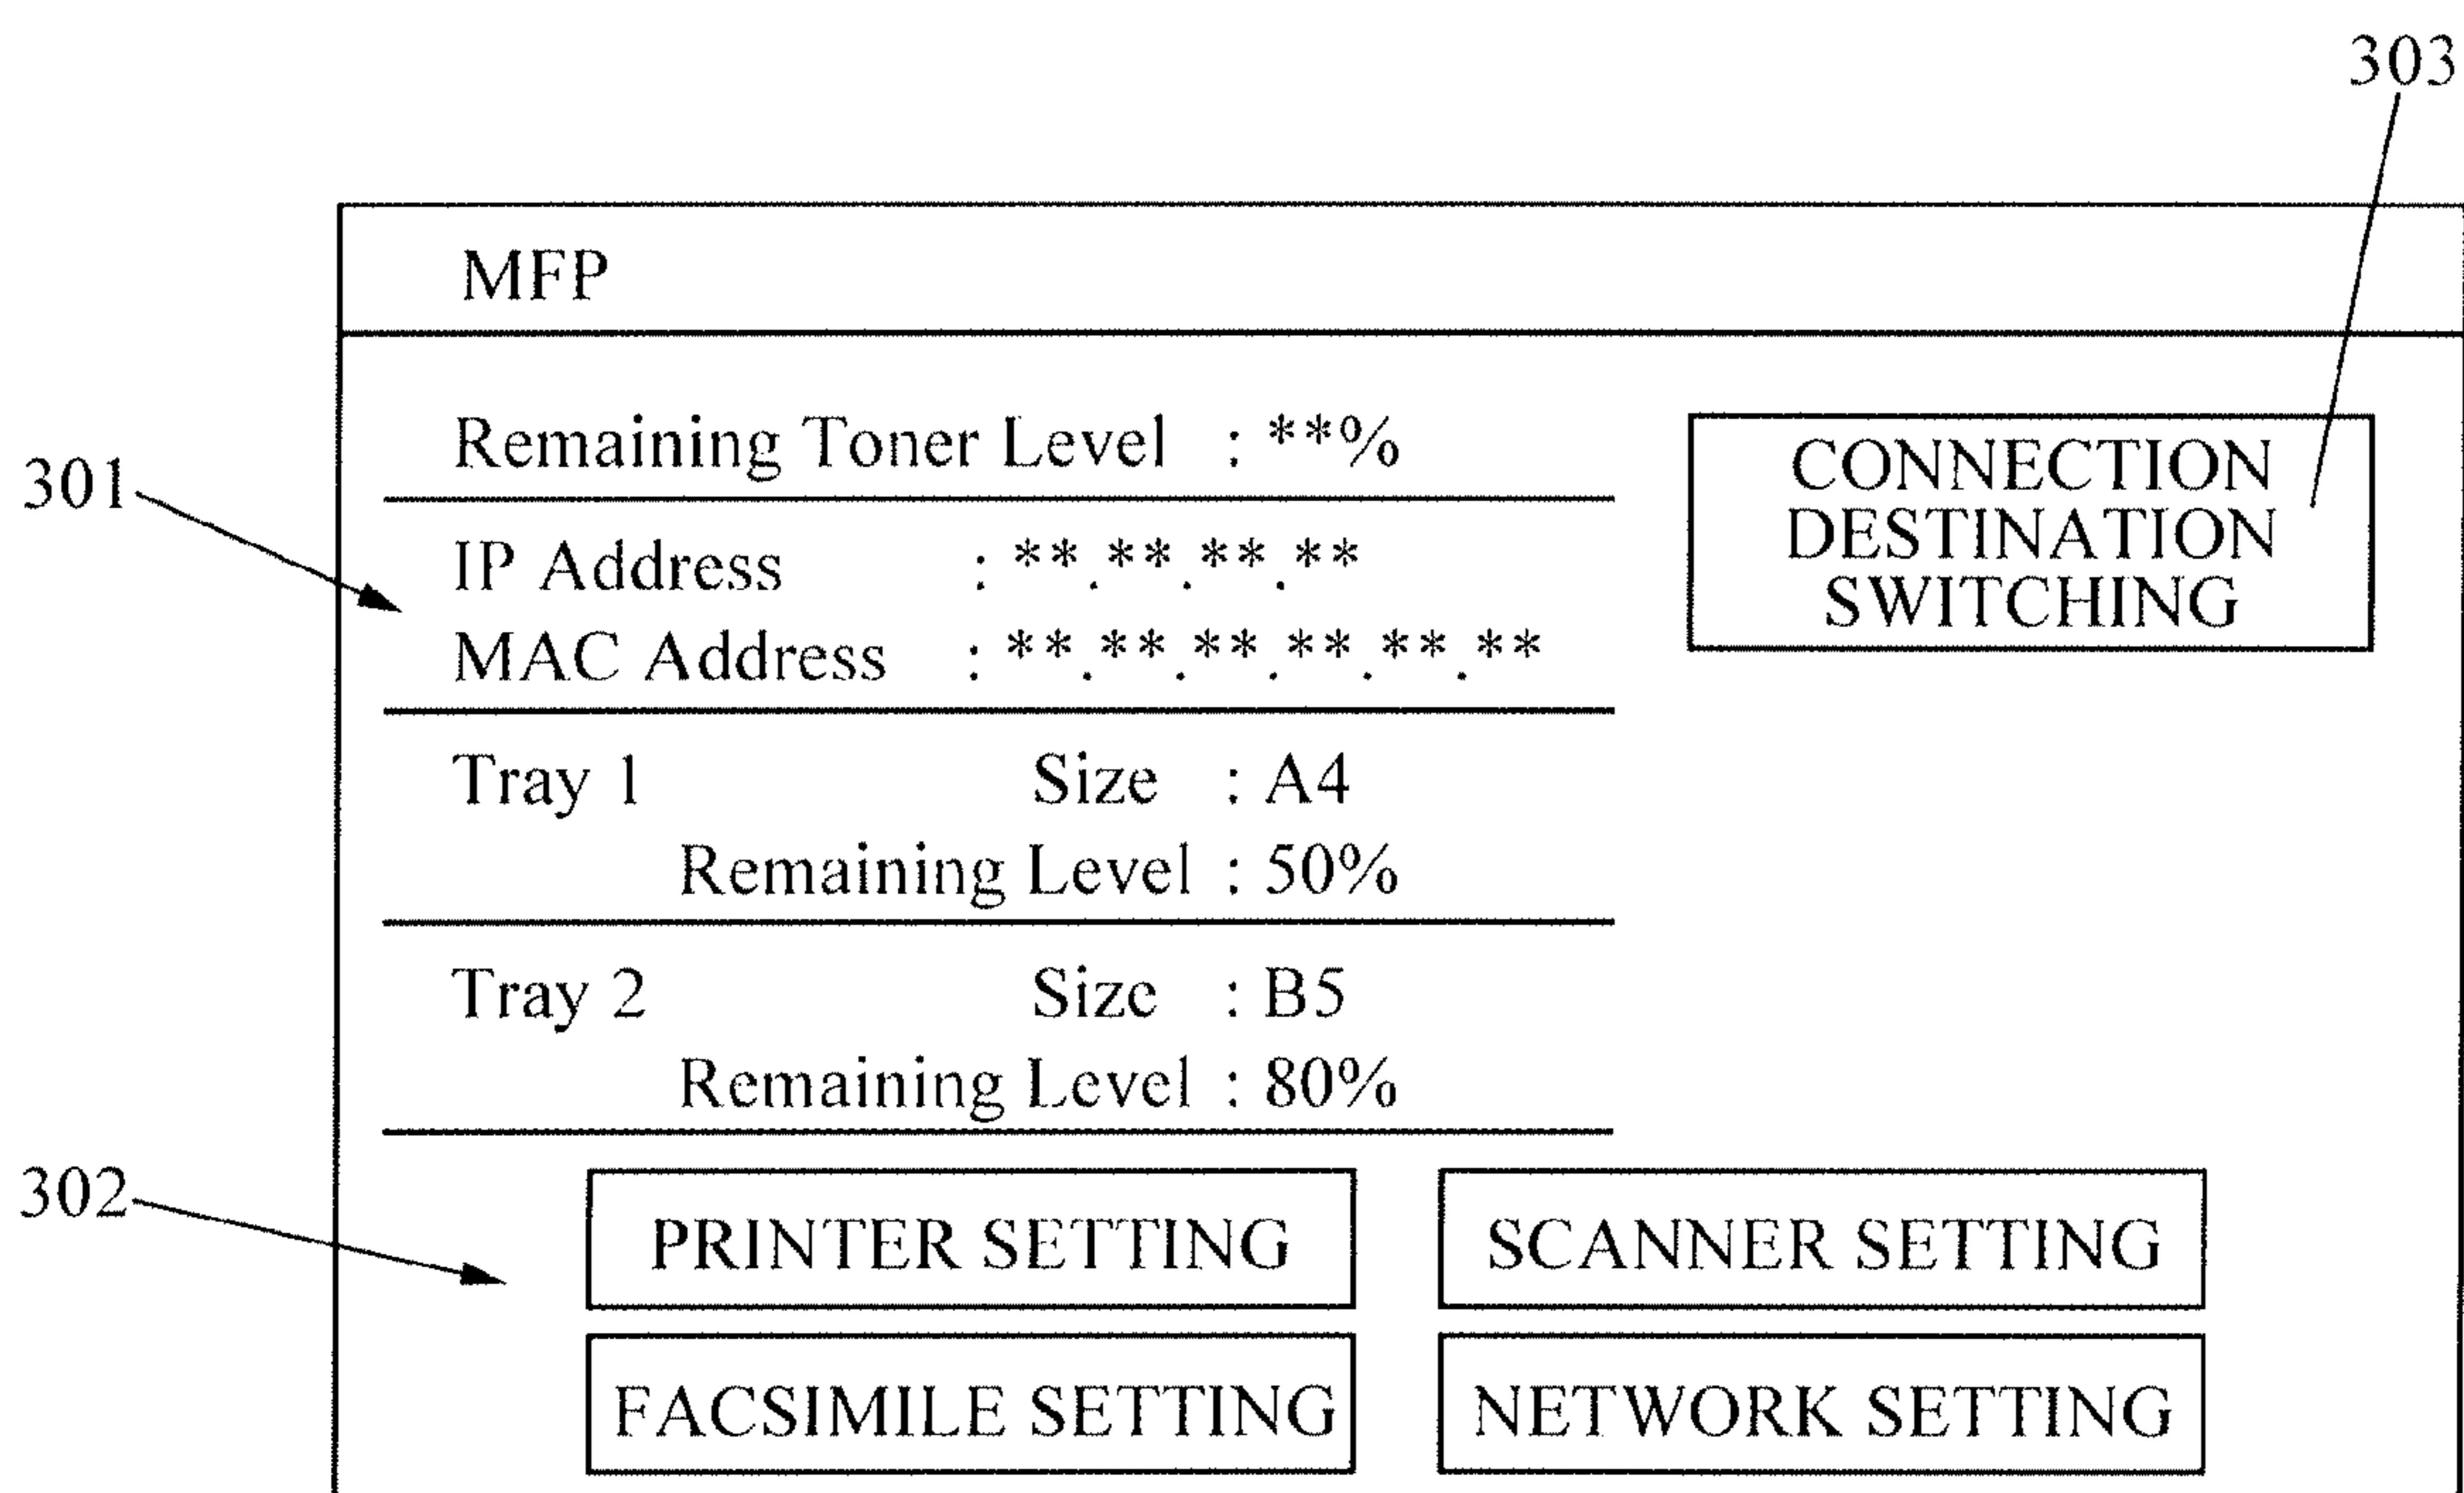 303
MFP
Remaining Toner Level : **%
CONNECTION
DESTINATION
SWITCHING
301
IP Address : **.**.**.**
MAC Address : **.**.**.**.**.**
Tray 1 Size : A4
Remaining Level : 50%
Tray 2 Size : B5
Remaining Level : 80%
302
PRINTER SETTING SCANNER SETTING
FACSIMILE SETTING NETWORK SETTING